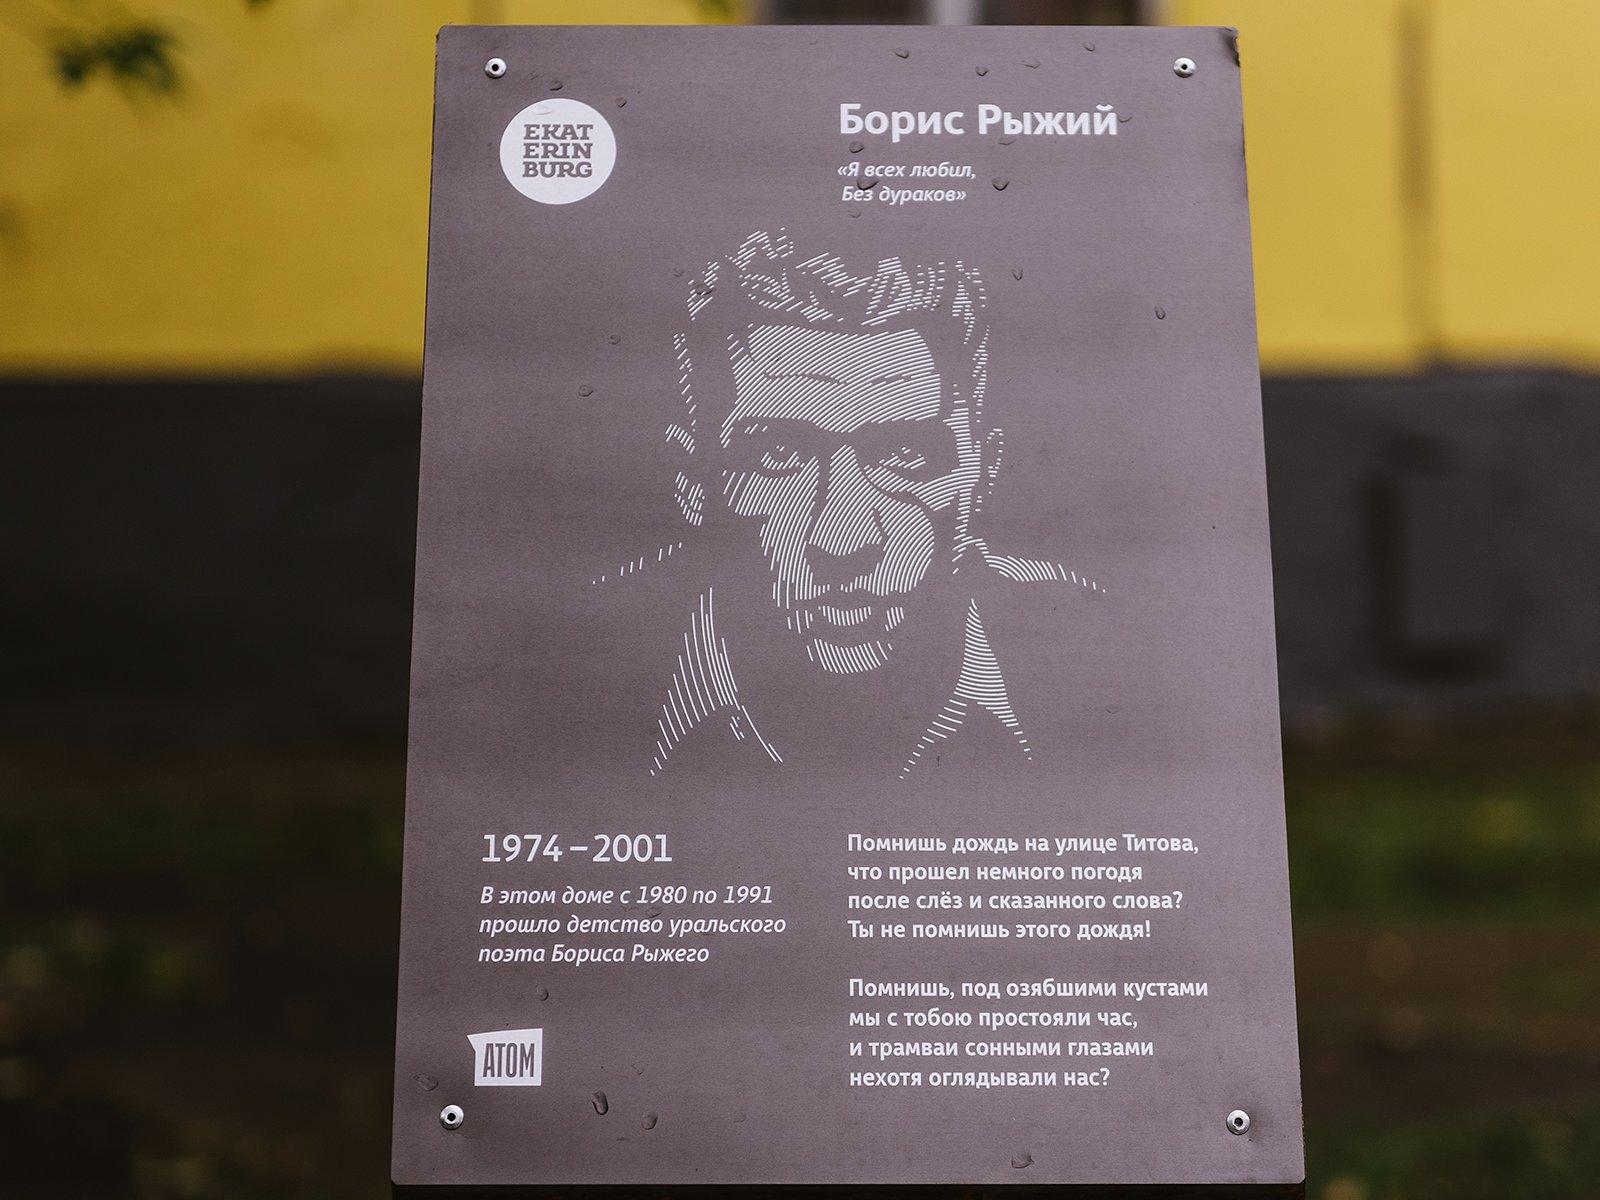 EKAT
ERIN
BURG
Борис Рыжий
«Я всех любил,
Без дураков»
1974–2001
В этом доме с 1980 по 1991
прошло детство уральского
поэта Бориса Рыжего
АТОМ
Помнишь дождь на улице Титова,
что прошел немного погодя
после слёз и сказанного слова?
Ты не помнишь этого дождя!
Помнишь, под озябшими кустами
мы с тобою простояли час,
и трамваи сонными глазами
нехотя оглядывали нас?